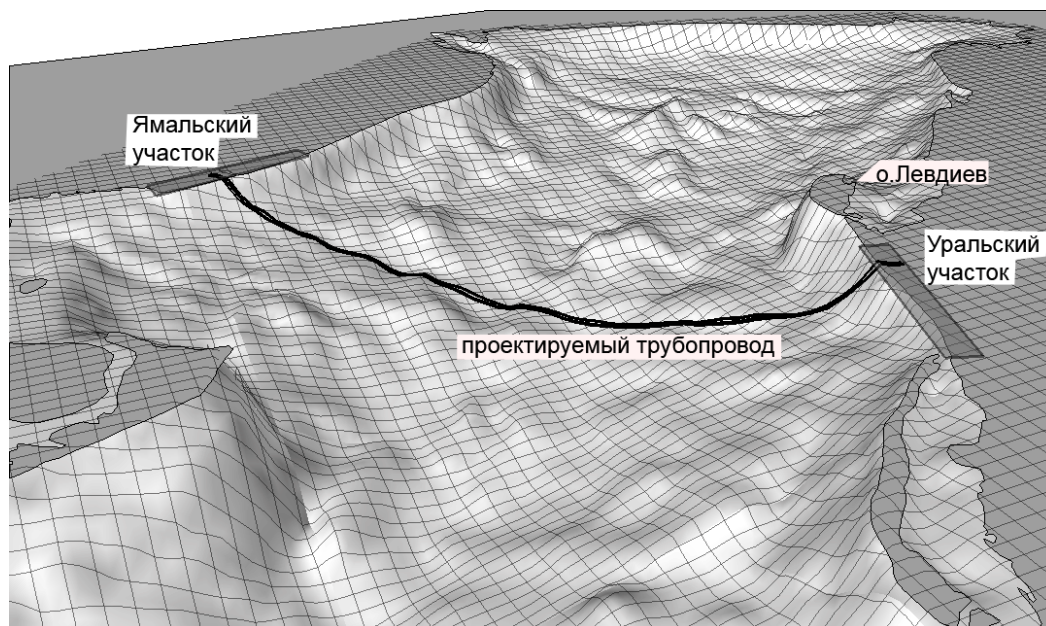 Ямальский
участок
о.Левдиев
Уральский
участок
проектируемый трубопровод